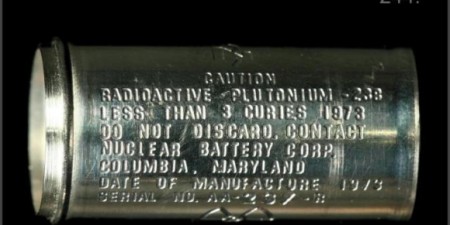 CAUTION
RADIOACTIVE PLUTONIUM -238
LESS THAN 3 CURIES 1973
DO NOT DISCARD, CONTACT
NUCLEAR BATTERY CORP.
COLUMBIA, MARYLAND
DATE OF MANUFACTURE 1973
SERIAL NO.